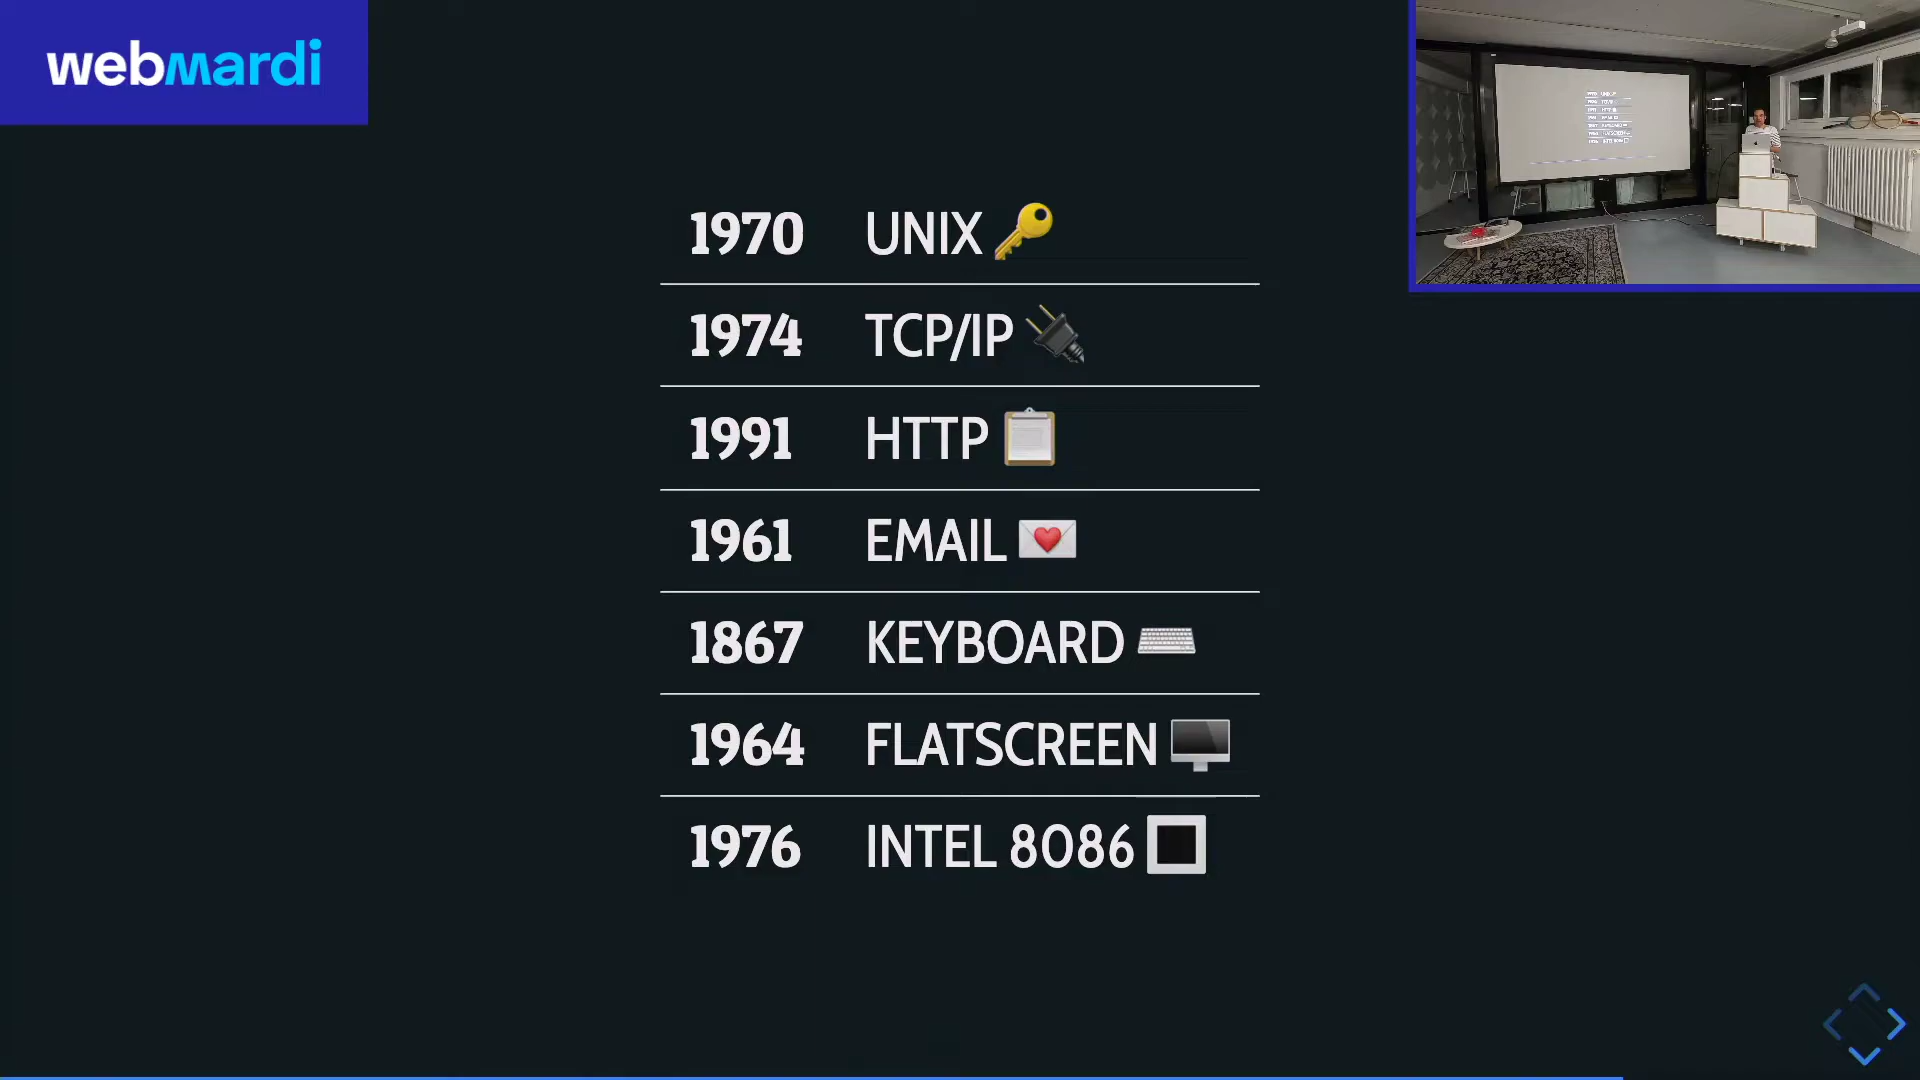 webmardi
1970 UNIX
1974 TCP/IP
1991 HTTP
1961 EMAIL
1867 KEYBOARD
1964 FLATSCREEN
1976 INTEL 8086